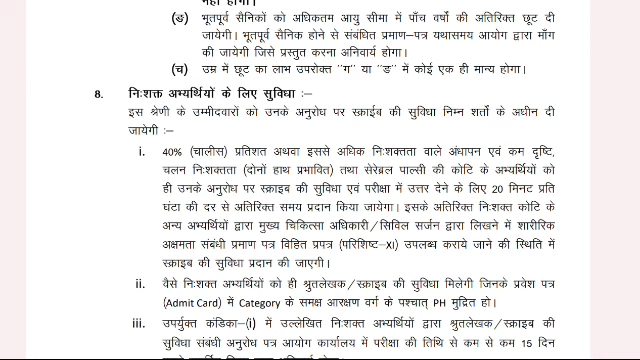 नहीं होगा।
(ङ) भूतपूर्व सैनिकों को अधिकतम आयु सीमा में पाँच वर्षों की अतिरिक्त छूट दी
जायेगी। भूतपूर्व सैनिक होने से संबंधित प्रमाण–पत्र यथासमय आयोग द्वारा माँग
की जायेगी जिसे प्रस्तुत करना अनिवार्य होगा।
(च) उम्र में छूट का लाभ उपरोक्त "ग" या "ङ" में कोई एक ही मान्य होगा।
8. निःशक्त अभ्यर्थियों के लिए सुविधा :–
इस श्रेणी के उम्मीदवारों को उनके अनुरोध पर स्क्राईब की सुविधा निम्न शर्तो के अधीन दी
जायेगी :–
i. 40% (चालीस) प्रतिशत अथवा इससे अधिक निःशक्तता वाले अंधापन एवं कम दृष्टि,
चलन निःशक्तता (दोनों हाथ प्रभावित) तथा सेरेब्रल पाल्सी की कोटि के अभ्यर्थियों को
ही उनके अनुरोध पर स्क्राइब की सुविधा एवं परीक्षा में उत्तर देने के लिए 20 मिनट प्रति
घंटा की दर से अतिरिक्त समय प्रदान किया जायेगा। इसके अतिरिक्त निःशक्त कोटि के
अन्य अभ्यर्थियों द्वारा मुख्य चिकित्सा अधिकारी/सिविल सर्जन द्वारा लिखने में शारीरिक
अक्षमता संबंधी प्रमाण पत्र विहित प्रपत्र (परिशिष्ट–XI) उपलब्ध कराये जाने की स्थिति में
स्क्राईब की सुविधा प्रदान की जाएगी।
ii. वैसे निःशक्त अभ्यर्थियों को ही श्रुतलेखक/स्क्राइब की सुविधा मिलेगी जिनके प्रवेश पत्र
(Admit Card) में Category के समक्ष आरक्षण वर्ग के पश्चात् PH मुद्रित हो।
iii. उपर्युक्त कंडिका–(i) में उल्लेखित निःशक्त अभ्यर्थियों द्वारा श्रुतलेखक/स्क्राईब की
सुविधा संबंधी अनुरोध पत्र आयोग कार्यालय में परीक्षा की तिथि से कम से कम 15 दिन